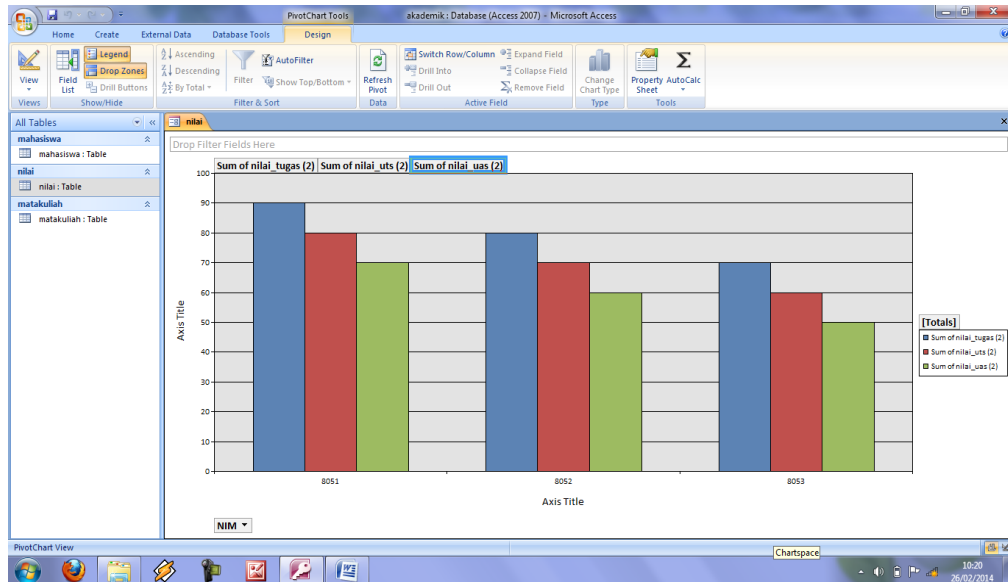 PivotChart Tools
akademik : Database (Access 2007) - Microsoft Access
Home Create External Data Database Tools Design
View
Views
Field List
Legend
Drop Zones
Drill Buttons
Show/Hide
Ascending
Descending
By Total
Filter
AutoFilter
Show Top/Bottom
Filter & Sort
Refresh Pivot
Data
Switch Row/Column
Drill Into
Drill Out
Expand Field
Collapse Field
Remove Field
Active Field
Change Chart Type
Type
Property Sheet
AutoCalc
Tools
All Tables
mahasiswa
mahasiswa : Table
nilai
nilai : Table
matakuliah
matakuliah : Table
nilai
Drop Filter Fields Here
Sum of nilai_tugas (2) Sum of nilai_uts (2) Sum of nilai_uas (2)
100
90
80
70
60
50
40
30
20
10
0
Axis Title
8051 8052 8053
Axis Title
NIM
[Totals]
Sum of nilai_tugas (2)
Sum of nilai_uts (2)
Sum of nilai_uas (2)
PivotChart View
Chartspace
10:20
26/02/2014